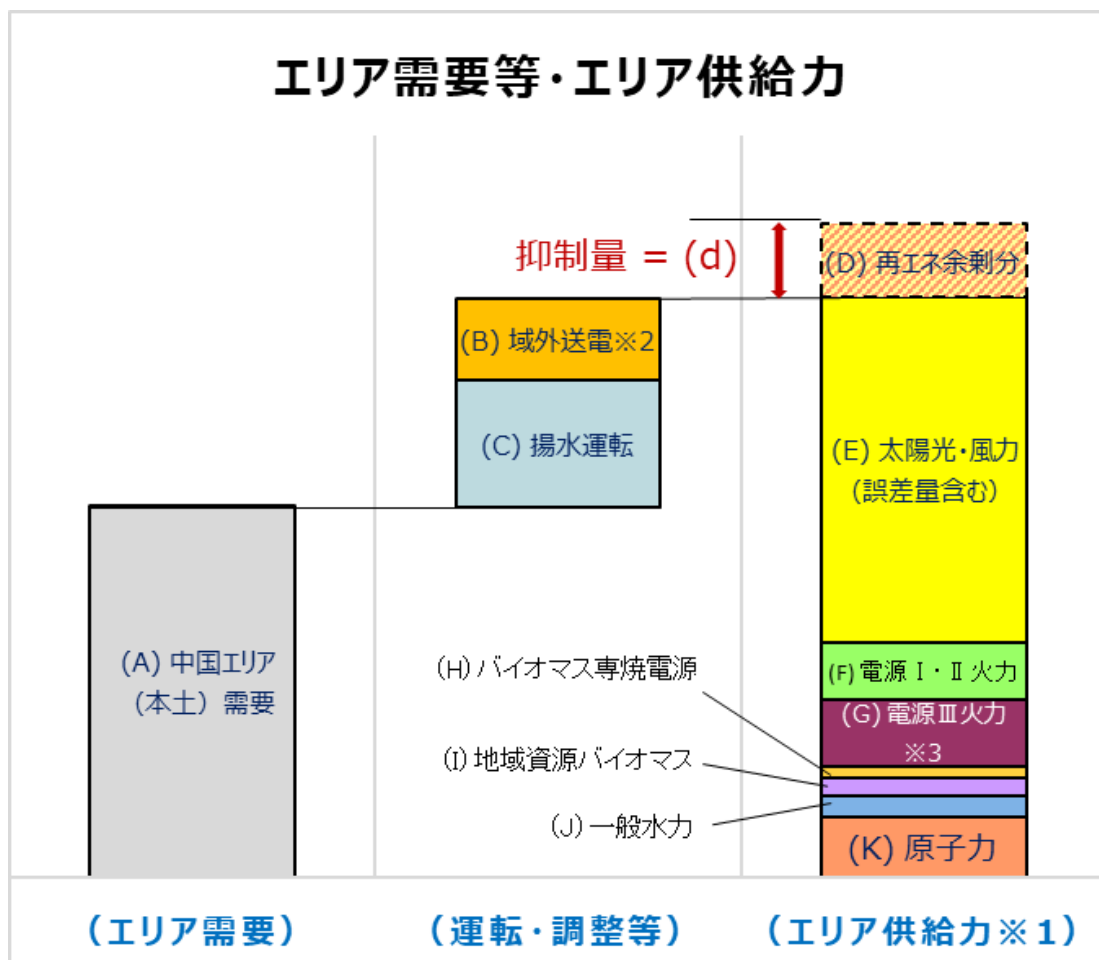 エリア需要等・エリア供給力
抑制量 = (d)
(D) 再エネ余剰分
(B) 域外送電※2
(C) 揚水運転
(E) 太陽光・風力
(誤差量含む)
(A) 中国エリア
(本土）需要
(H) バイオマス専焼電源
(F) 電源Ⅰ・Ⅱ火力
(G) 電源Ⅲ火力
※3
(I) 地域資源バイオマス
(J) 一般水力
(K) 原子力
（エリア需要）
（運転・調整等）
（エリア供給力※１）